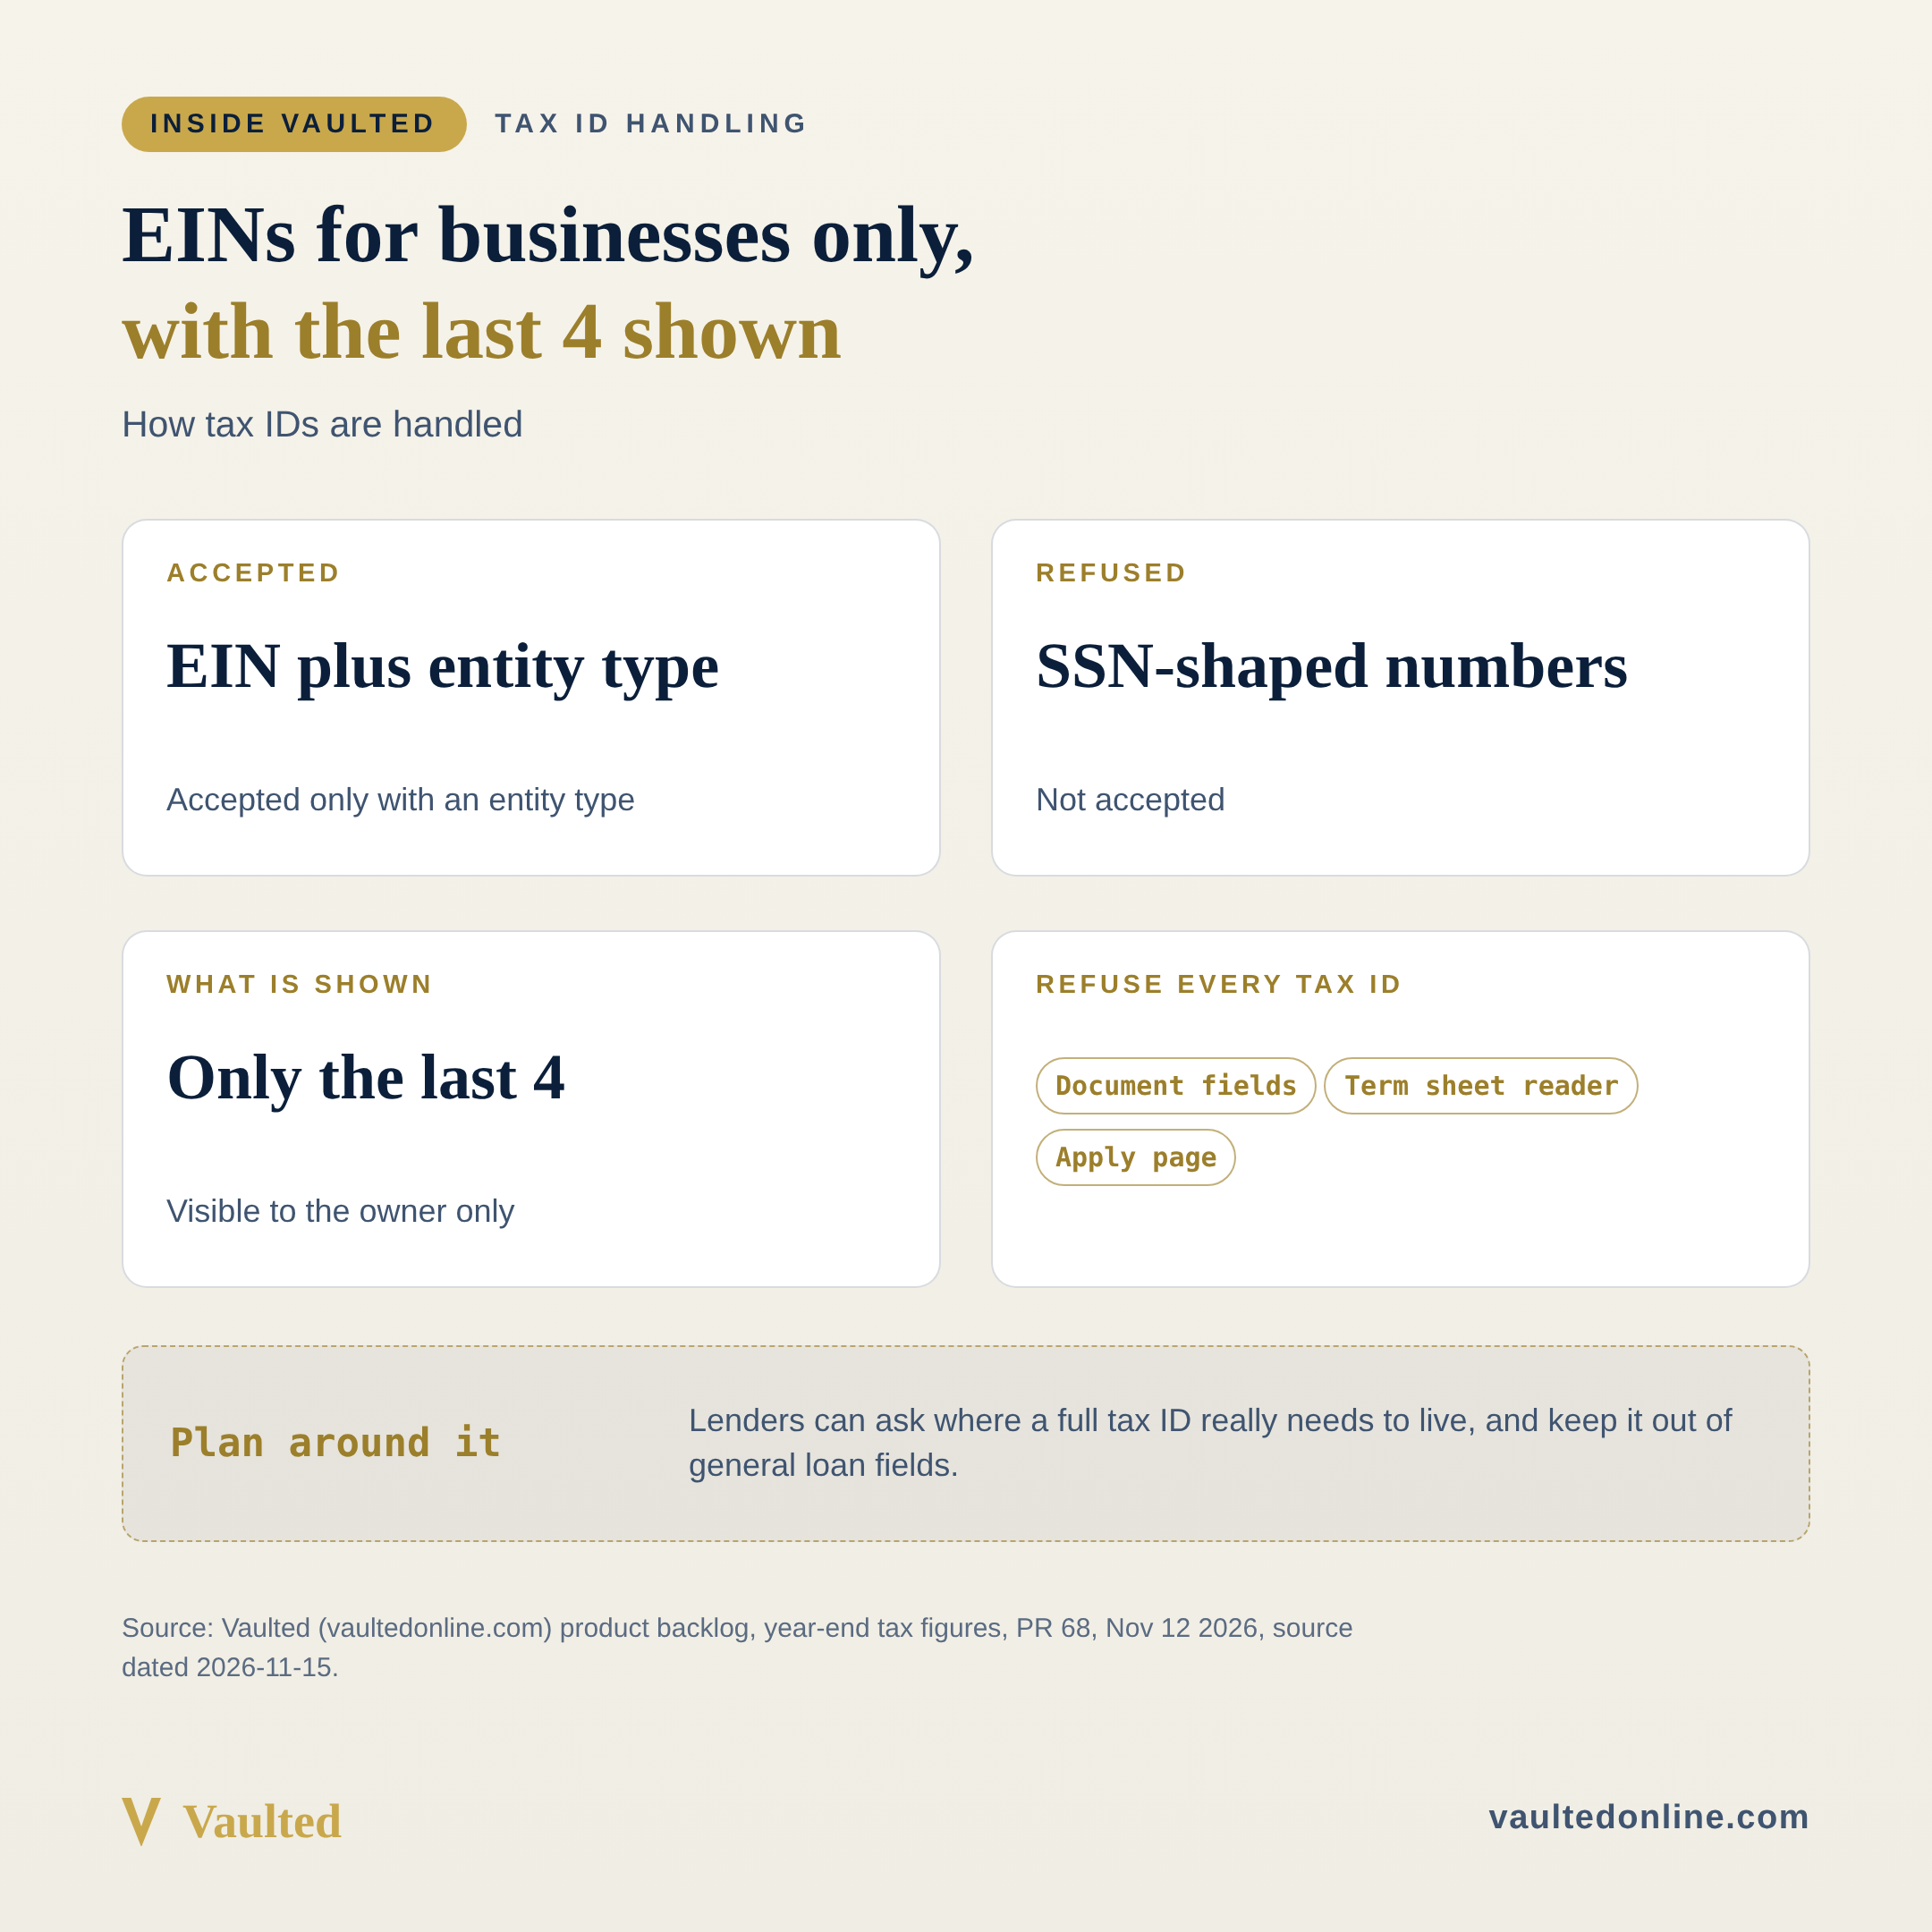 INSIDE VAULTED
TAX ID HANDLING
EINs for businesses only,
with the last 4 shown
How tax IDs are handled
ACCEPTED
EIN plus entity type
Accepted only with an entity type
REFUSED
SSN-shaped numbers
Not accepted
WHAT IS SHOWN
Only the last 4
Visible to the owner only
REFUSE EVERY TAX ID
Document fields
Term sheet reader
Apply page
Plan around it
Lenders can ask where a full tax ID really needs to live, and keep it out of
general loan fields.
Source: Vaulted (vaultedonline.com) product backlog, year-end tax figures, PR 68, Nov 12 2026, source
dated 2026-11-15.
Vaulted
vaultedonline.com